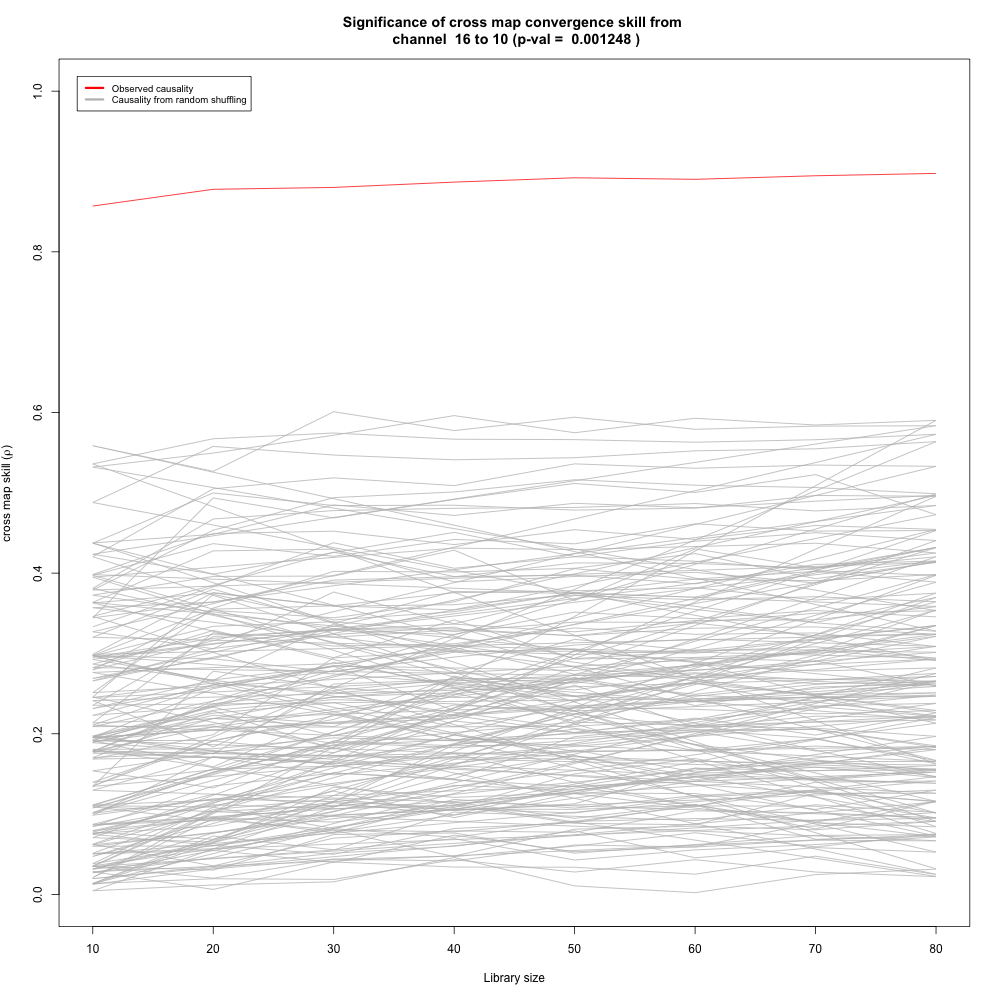 Significance of cross map convergence skill from
channel 16 to 10 (p-val = 0.001248 )
Observed causality
Causality from random shuffling
1.0
0.8
0.6
0.4
0.2
0.0
cross map skill (ρ)
10 20 30 40 50 60 70 80
Library size